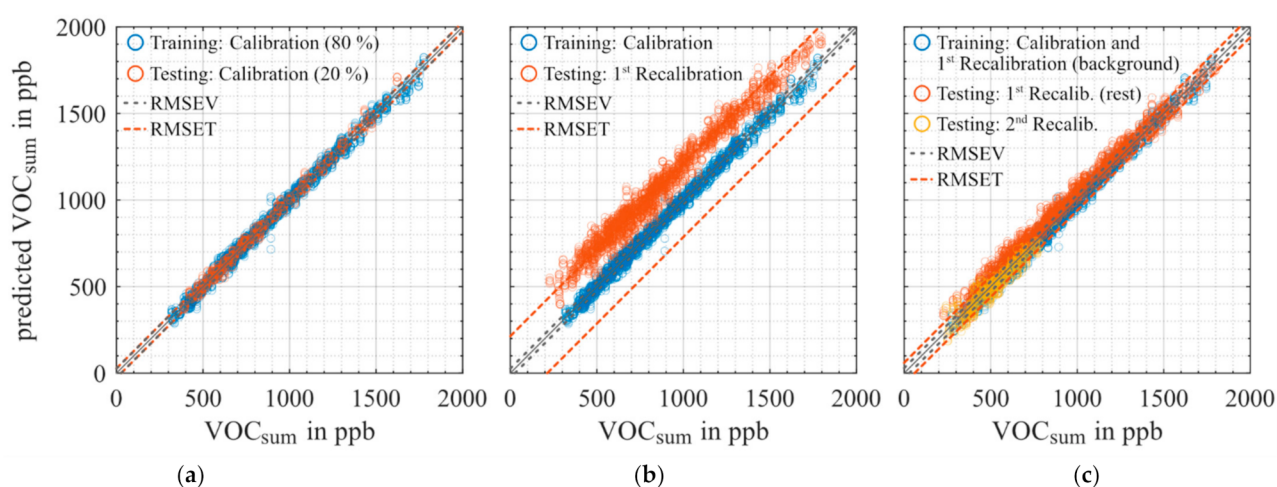 predicted VOCsum in ppb
2000
1500
1000
500
0
Training: Calibration (80 %)
Testing: Calibration (20 %)
RMSEV
RMSET
0 500 1000 1500 2000
VOCsum in ppb
(a)
Training: Calibration
Testing: 1st Recalibration
RMSEV
RMSET
0 500 1000 1500 2000
VOCsum in ppb
(b)
Training: Calibration and
1st Recalibration (background)
Testing: 1st Recalib. (rest)
Testing: 2nd Recalib.
RMSEV
RMSET
0 500 1000 1500 2000
VOCsum in ppb
(c)